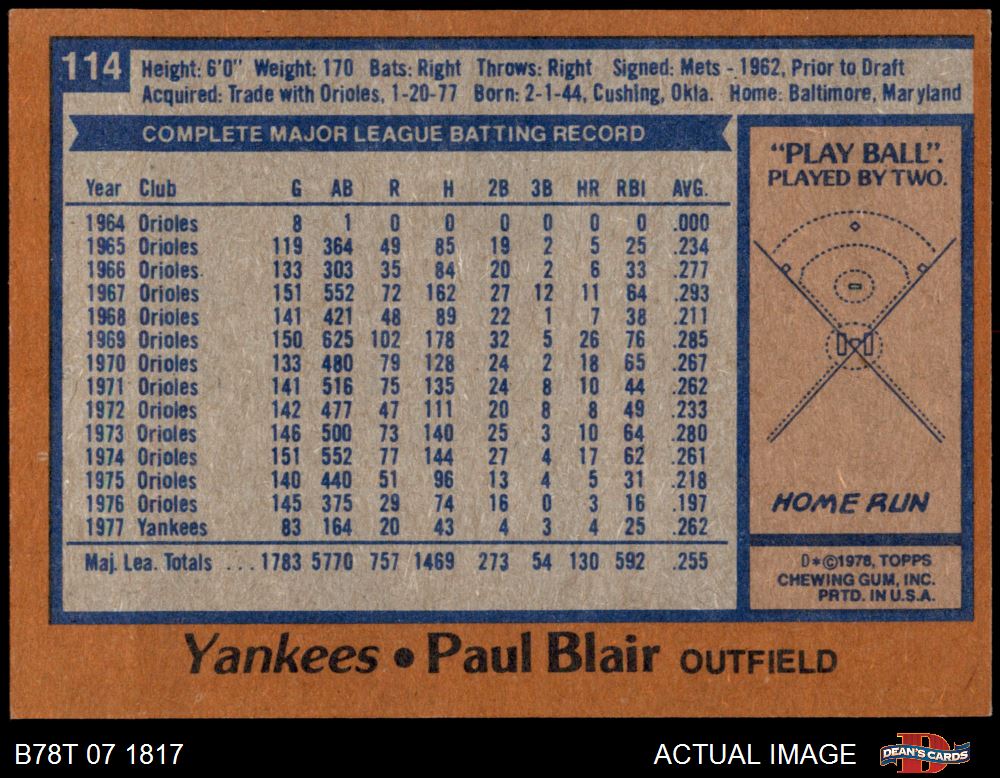 114
Height: 6'0" Weight: 170 Bats: Right Throws: Right Signed: Mets - 1962, Prior to Draft
Acquired: Trade with Orioles, 1-20-77 Born: 2-1-44, Cushing, Okla. Home: Baltimore, Maryland
COMPLETE MAJOR LEAGUE BATTING RECORD
Year Club G AB R H 2B 3B HR RBI AVG.
1964 Orioles 8 1 0 0 0 0 0 0 .000
1965 Orioles 119 364 49 85 19 2 5 25 .234
1966 Orioles 133 303 35 84 20 2 6 33 .277
1967 Orioles 151 552 72 162 27 12 11 64 .293
1968 Orioles 141 421 48 89 22 1 7 38 .211
1969 Orioles 150 625 102 178 32 5 26 76 .285
1970 Orioles 133 480 79 128 24 2 18 65 .267
1971 Orioles 141 516 75 135 24 8 10 44 .262
1972 Orioles 142 477 47 111 20 8 8 49 .233
1973 Orioles 146 500 73 140 25 3 10 64 .280
1974 Orioles 151 552 77 144 27 4 17 62 .261
1975 Orioles 140 440 51 96 13 4 5 31 .218
1976 Orioles 145 375 29 74 16 0 3 16 .197
1977 Yankees 83 164 20 43 4 3 4 25 .262
Maj. Lea. Totals ... 1783 5770 757 1469 273 54 130 592 .255
"PLAY BALL".
PLAYED BY TWO.
HOME RUN
D*©1978, TOPPS
CHEWING GUM, INC.
PRTD. IN U.S.A.
Yankees • Paul Blair OUTFIELD
B78T 07 1817
ACTUAL IMAGE
DEAN'S CARDS